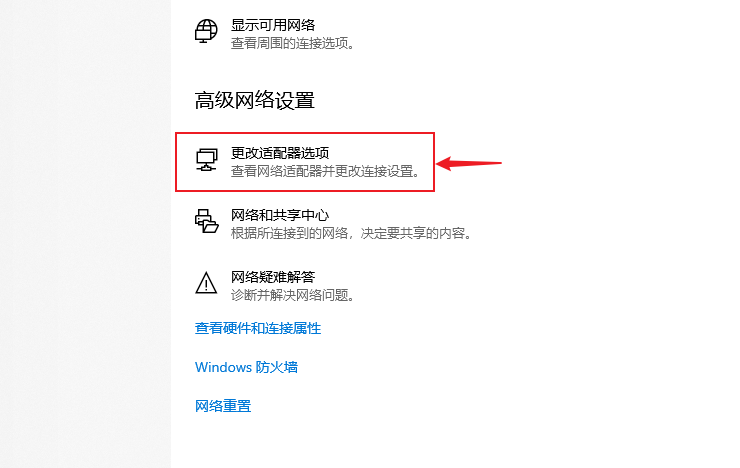 显示可用网络
查看周围的连接选项。
高级网络设置
更改适配器选项
查看网络适配器并更改连接设置。
网络和共享中心
根据所连接到的网络，决定要共享的内容。
网络疑难解答
诊断并解决网络问题。
查看硬件和连接属性
Windows 防火墙
网络重置